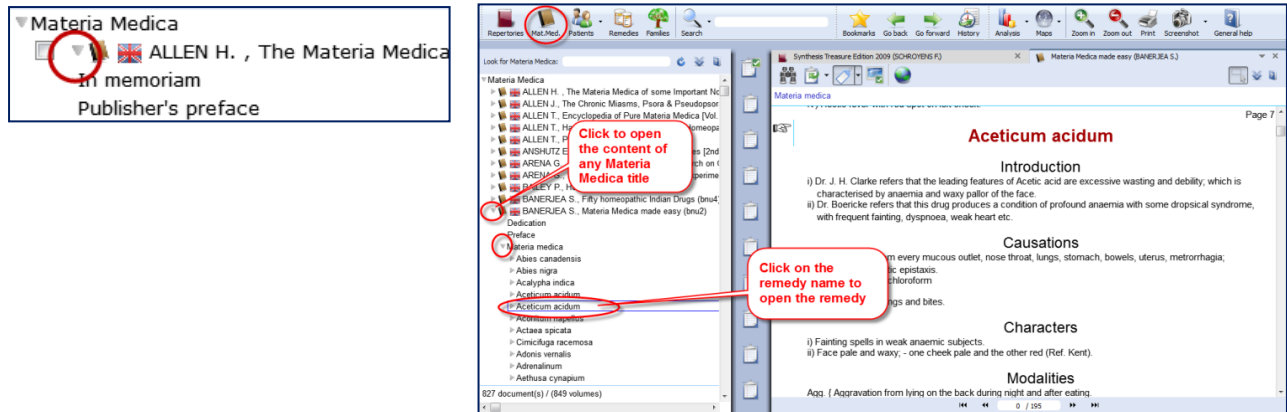 Materia Medica
ALLEN H. , The Materia Medica
In memoriam
Publisher's preface
Repertories Mat.Med. Patients Remedies Families Search Bookmarks Go back Go forward History Analysis Maps Zoom in Zoom out Print Screenshot General help
Look for Materia Medica:
Materia Medica
ALLEN H. , The Materia Medica of some Important No
ALLEN J., The Chronic Miasms, Psora & Pseudopsor
ALLEN T., Encyclopedia of Pure Materia Medica [Vol.
ALLEN T.,
ALLEN T.,
ANSHUTZ
ARENA G.
ARENA G.
BAILEY P.,
BANERJEA S., Fifty homeopathic Indian Drugs (bnu4)
BANERJEA S., Materia Medica made easy (bnu2)
Dedication
Preface
Materia medica
Abies canadensis
Abies nigra
Acalypha indica
Aceticum acidum
Aceticum acidum
Aconitum napellus
Actaea spicata
Cimicifuga racemosa
Adonis vernalis
Adrenalinum
Aethusa cynapium
827 document(s) / (849 volumes)
Click to open
the content of
any Materia
Medica title
Click on the
remedy name to
open the remedy
Synthesis Treasure Edition 2009 (SCHROYENS F.)
Materia Medica made easy (BANERJEA S.)
Materia medica
Page 7
Aceticum acidum
Introduction
i) Dr. J. H. Clarke refers that the leading features of Acetic acid are excessive wasting and debility; which is
characterised by anaemia and waxy pallor of the face.
ii) Dr. Boericke refers that this drug produces a condition of profound anaemia with some dropsical syndrome,
with frequent fainting, dyspnoea, weak heart etc.
Causations
every mucous outlet, nose throat, lungs, stomach, bowels, uterus, metrorrhagia;
epistaxis.
chloroform
and bites.
Characters
i) Fainting spells in weak anaemic subjects.
ii) Face pale and waxy; - one cheek pale and the other red (Ref. Kent).
Modalities
Agg. { Aggravation from lying on the back during night and after eating.
0 / 195